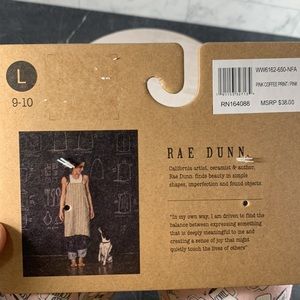 L
9-10
WW6162-650-NFA
PINK COFFEE PRINT / PINK
RN164088
MSRP $38.00
RAE DUNN.
California artist, ceramist & author,
Rae Dunn. finds beauty in simple
shapes, imperfection and found objects.
"In my own way, I am driven to find the
balance between expressing something
that is deeply meaningful to me and
creating a sense of joy that might
quietly touch the lives of others"